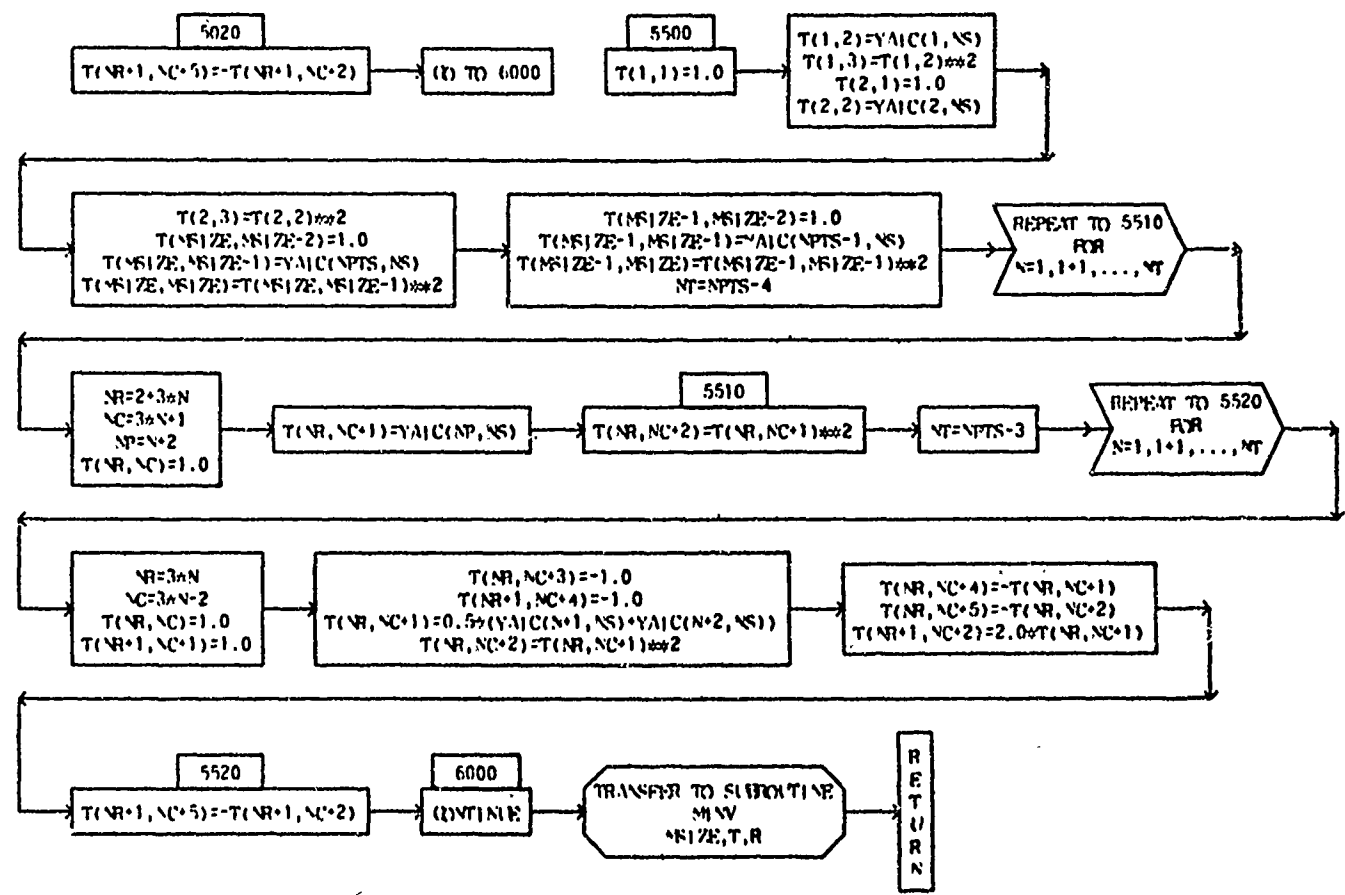 5020
T(NR+1,NC+5)=-T(NR+1,NC+2)
GO TO 6000
5500
T(1,1)=1.0
T(1,2)=YAIC(1,NS)
T(1,3)=T(1,2)**2
T(2,1)=1.0
T(2,2)=YAIC(2,NS)
T(2,3)=T(2,2)**2
T(MSIZE,MSIZE-2)=1.0
T(MSIZE,MSIZE-1)=YAIC(NPTS,NS)
T(MSIZE,MSIZE)=T(MSIZE,MSIZE-1)**2
T(MSIZE-1,MSIZE-2)=1.0
T(MSIZE-1,MSIZE-1)=YAIC(NPTS-1,NS)
T(MSIZE-1,MSIZE)=T(MSIZE-1,MSIZE-1)**2
NT=NPTS-4
REPEAT TO 5510
FOR
N=1,1+1,...,NT
NR=2+3*N
NC=3*N+1
NP=N+2
T(NR,NC)=1.0
T(NR,NC+1)=YAIC(NP,NS)
5510
T(NR,NC+2)=T(NR,NC+1)**2
NT=NPTS-3
REPEAT TO 5520
FOR
N=1,1+1,...,NT
NR=3*N
NC=3*N-2
T(NR,NC)=1.0
T(NR+1,NC+1)=1.0
T(NR,NC+3)=-1.0
T(NR+1,NC+4)=-1.0
T(NR,NC+1)=0.5*(YAIC(N+1,NS)+YAIC(N+2,NS))
T(NR,NC+2)=T(NR,NC+1)**2
T(NR,NC+4)=-T(NR,NC+1)
T(NR,NC+5)=-T(NR,NC+2)
T(NR+1,NC+2)=2.0*T(NR,NC+1)
5520
T(NR+1,NC+5)=-T(NR+1,NC+2)
6000
CONTINUE
TRANSFER TO SUBROUTINE
MINV
MSIZE,T,R
RETURN